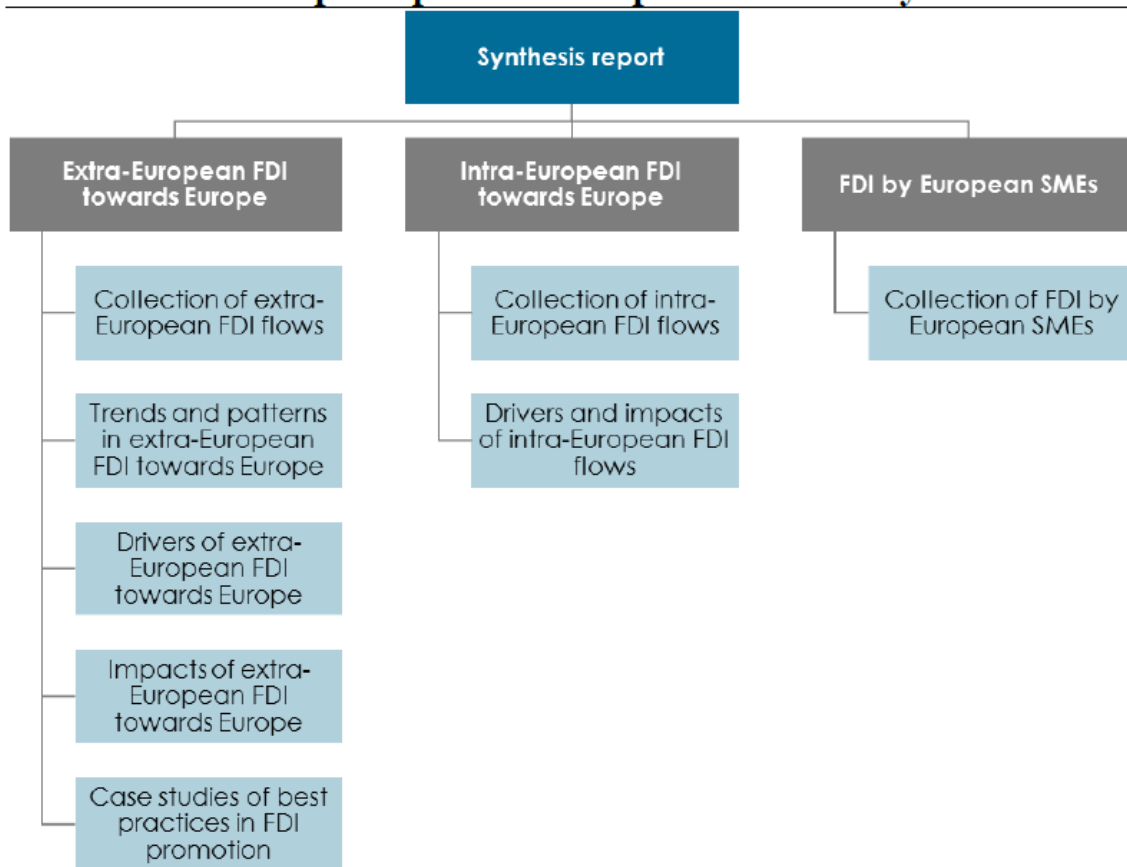 Synthesis report
Extra-European FDI
towards Europe
Intra-European FDI
towards Europe
FDI by European SMEs
Collection of extra-
European FDI flows
Trends and patterns
in extra-European
FDI towards Europe
Drivers of extra-
European FDI
towards Europe
Impacts of extra-
European FDI
towards Europe
Case studies of best
practices in FDI
promotion
Collection of intra-
European FDI flows
Drivers and impacts
of intra-European FDI
flows
Collection of FDI by
European SMEs